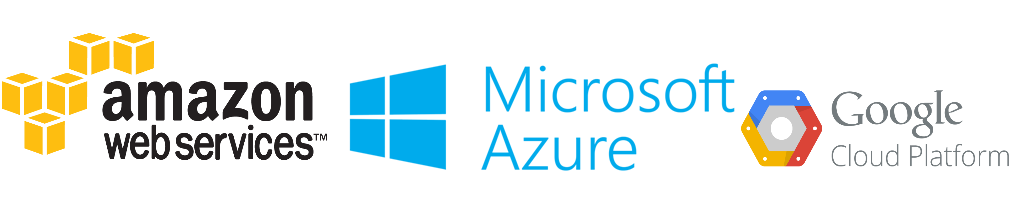 amazon
web services™
Microsoft
Azure
Google
Cloud Platform